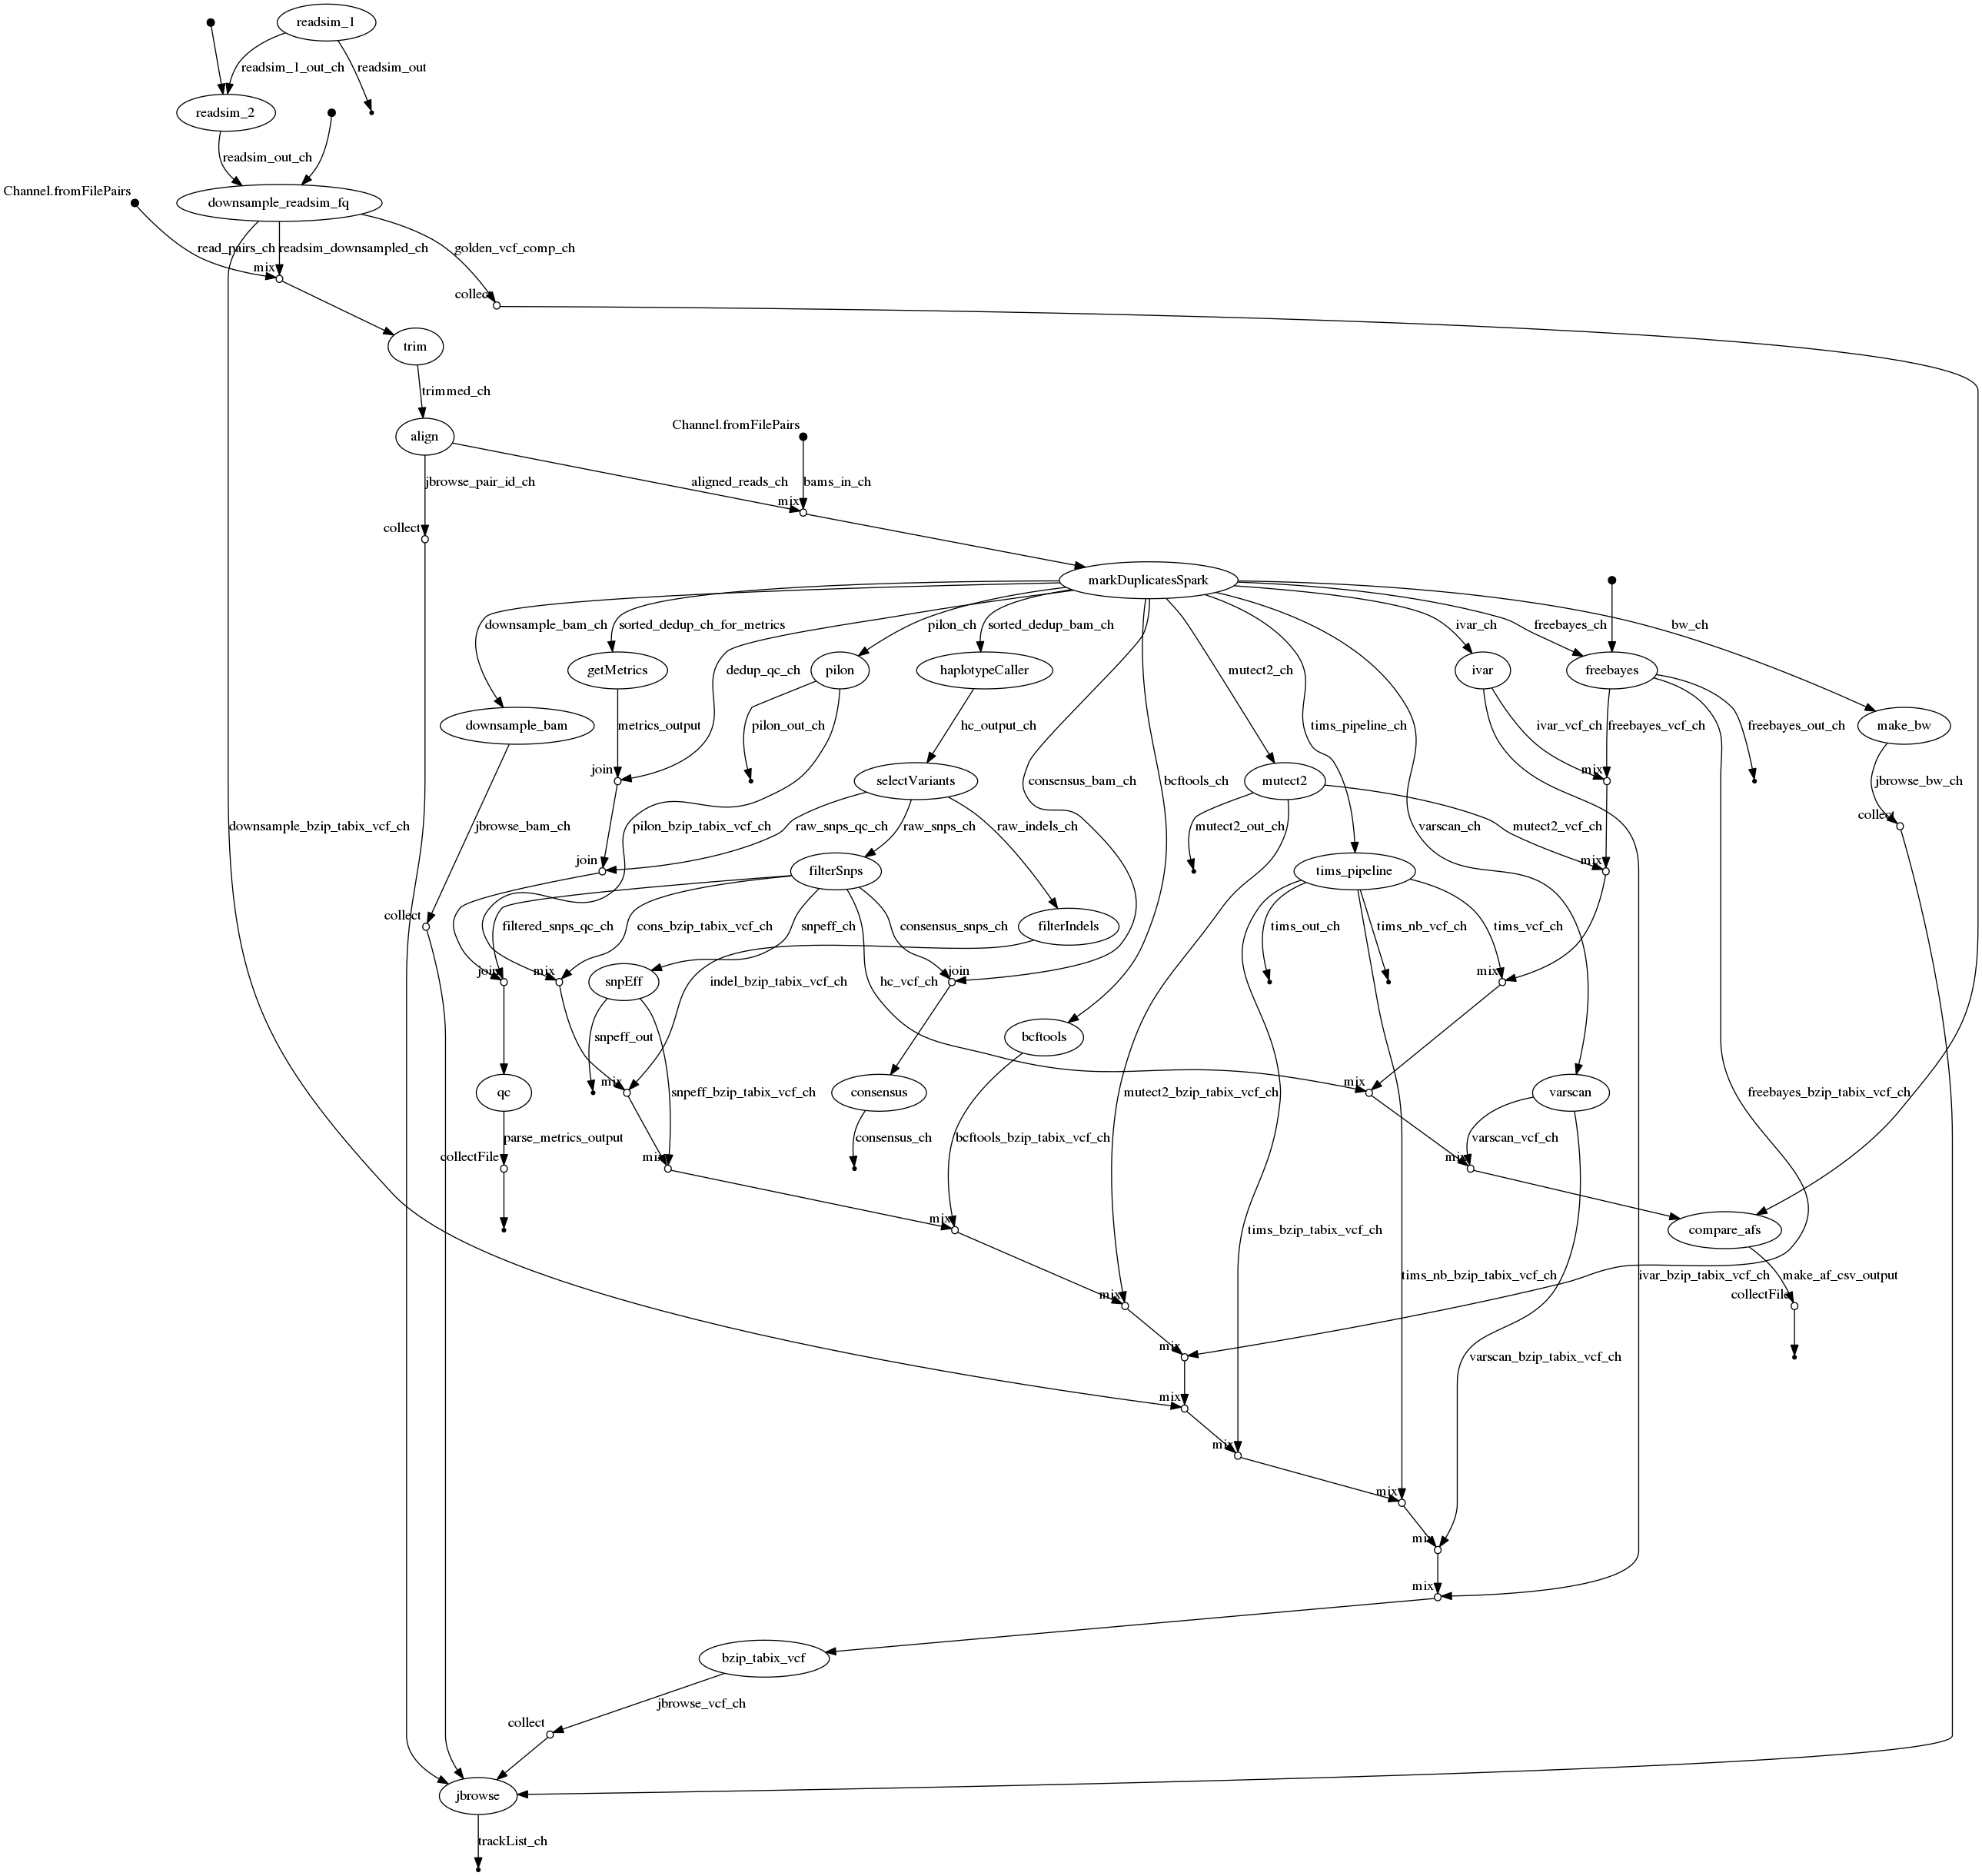 readsim_1
readsim_1_out_ch
readsim_out
readsim_2
readsim_out_ch
Channel.fromFilePairs
downsample_readsim_fq
read_pairs_ch
readsim_downsampled_ch
golden_vcf_comp_ch
mix
collect
trim
trimmed_ch
Channel.fromFilePairs
align
jbrowse_pair_id_ch
aligned_reads_ch
bams_in_ch
mix
collect
markDuplicatesSpark
downsample_bam_ch
sorted_dedup_ch_for_metrics
pilon_ch
sorted_dedup_bam_ch
ivar_ch
freebayes_ch
bw_ch
getMetrics
dedup_qc_ch
pilon
haplotypeCaller
mutect2_ch
ivar
freebayes
downsample_bam
metrics_output
pilon_out_ch
hc_output_ch
tims_pipeline_ch
ivar_vcf_ch
freebayes_vcf_ch
freebayes_out_ch
make_bw
join
selectVariants
consensus_bam_ch
bcftools_ch
mutect2
mix
jbrowse_bw_ch
collect
downsample_bzip_tabix_vcf_ch
jbrowse_bam_ch
pilon_bzip_tabix_vcf_ch
raw_snps_qc_ch
raw_snps_ch
raw_indels_ch
mutect2_out_ch
varscan_ch
mutect2_vcf_ch
join
mix
filterSnps
tims_pipeline
collect
filtered_snps_qc_ch
cons_bzip_tabix_vcf_ch
snpeff_ch
consensus_snps_ch
filterIndels
tims_out_ch
tims_nb_vcf_ch
tims_vcf_ch
join
mix
snpEff
indel_bzip_tabix_vcf_ch
hc_vcf_ch
join
mix
snpeff_out
bcftools
mix
qc
snpeff_bzip_tabix_vcf_ch
consensus
mutect2_bzip_tabix_vcf_ch
mix
varscan
freebayes_bzip_tabix_vcf_ch
parse_metrics_output
consensus_ch
bcftools_bzip_tabix_vcf_ch
varscan_vcf_ch
collectFile
mix
mix
mix
tims_bzip_tabix_vcf_ch
compare_afs
mix
tims_nb_bzip_tabix_vcf_ch
ivar_bzip_tabix_vcf_ch
make_af_csv_output
collectFile
mix
varscan_bzip_tabix_vcf_ch
mix
mix
mix
mix
mix
bzip_tabix_vcf
jbrowse_vcf_ch
collect
jbrowse
trackList_ch